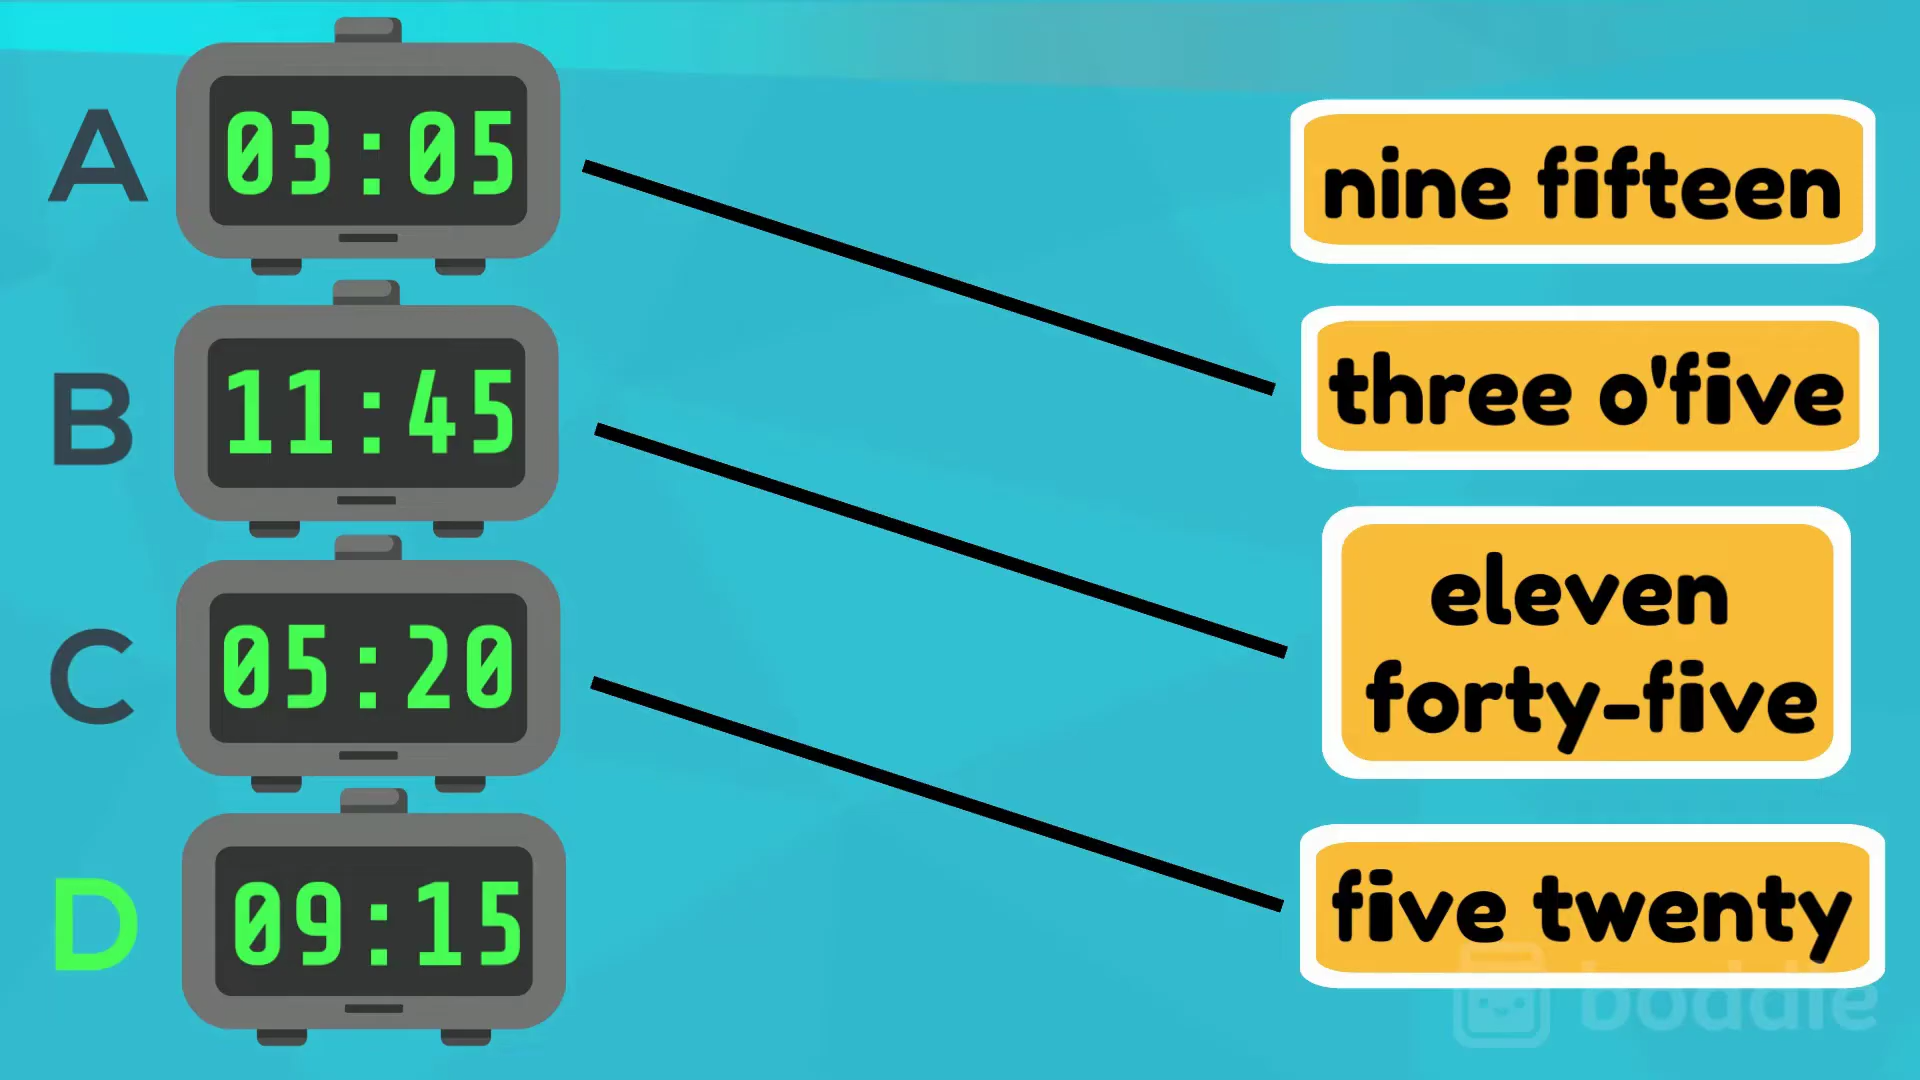 A
03:05
nine fifteen
B
11:45
three o'five
C
05:20
eleven
forty-five
D
09:15
five twenty
boddle